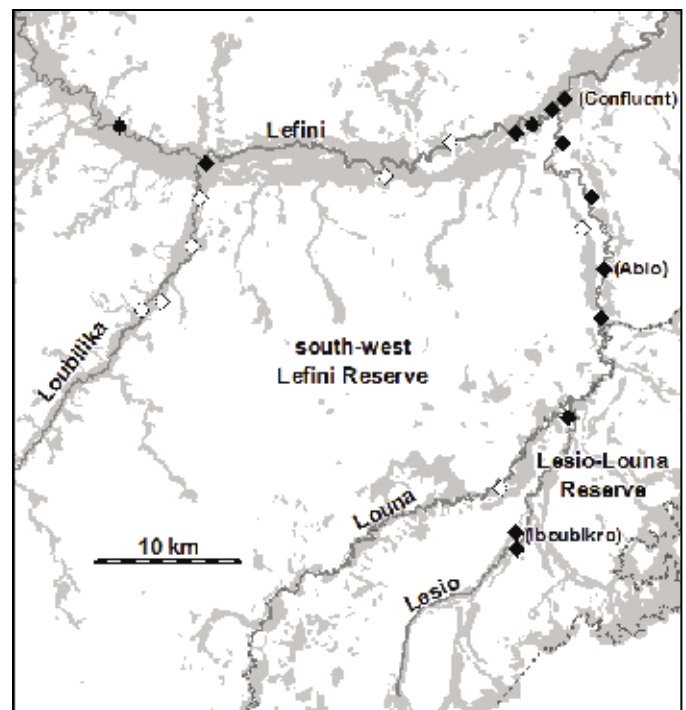 (Confluent)
Lefini
(Abio)
south-west
Lefini Reserve
Loubilika
Lesio-Louna
Reserve
Louna
(Iboubikro)
10 km
Lesio